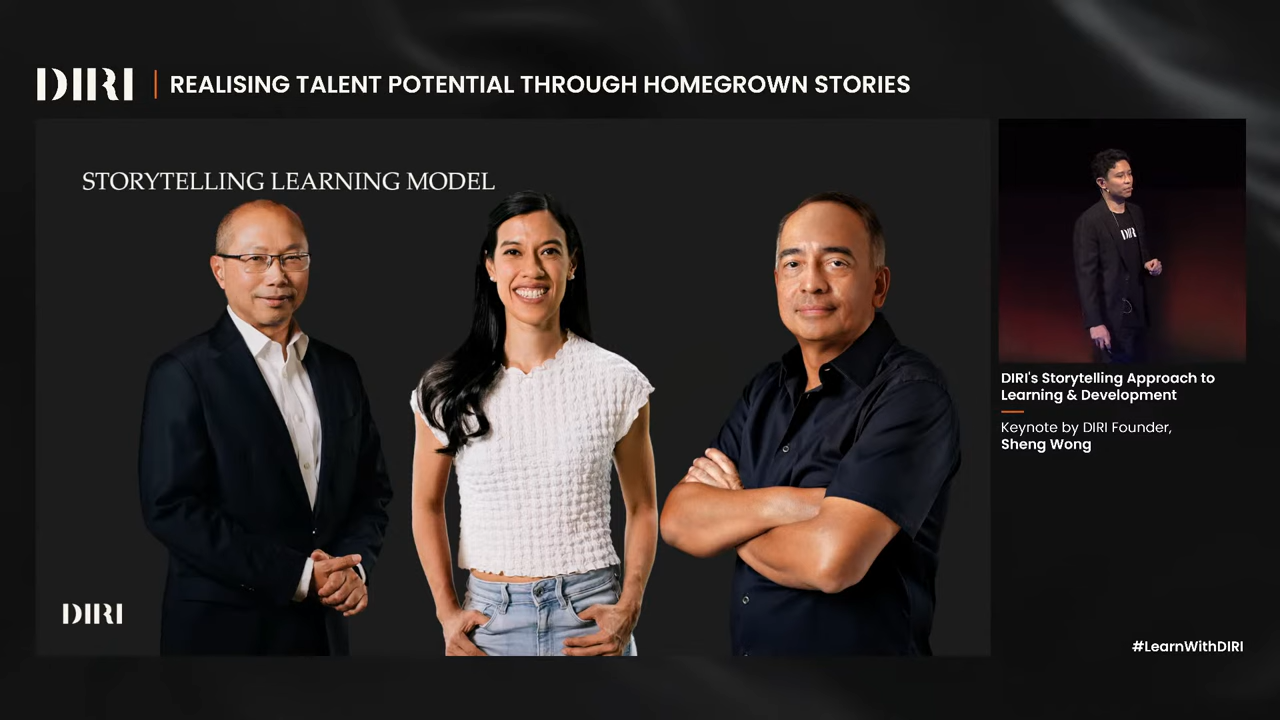 DIRI
REALISING TALENT POTENTIAL THROUGH HOMEGROWN STORIES
STORYTELLING LEARNING MODEL
DIRI
DIRI
DIRI's Storytelling Approach to
Learning & Development
Keynote by DIRI Founder,
Sheng Wong
#LearnWithDIRI